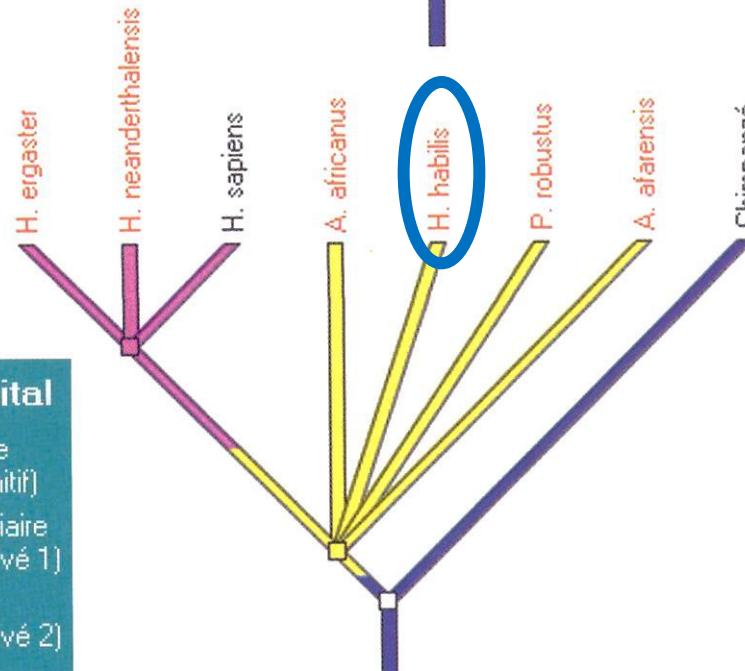 H. ergaster
H. neanderthalensis
H. sapiens
A. africanus
H. habilis
P. robustus
A. afarensis
ital
e
itif)
iaire
vé 1)
vé 2)